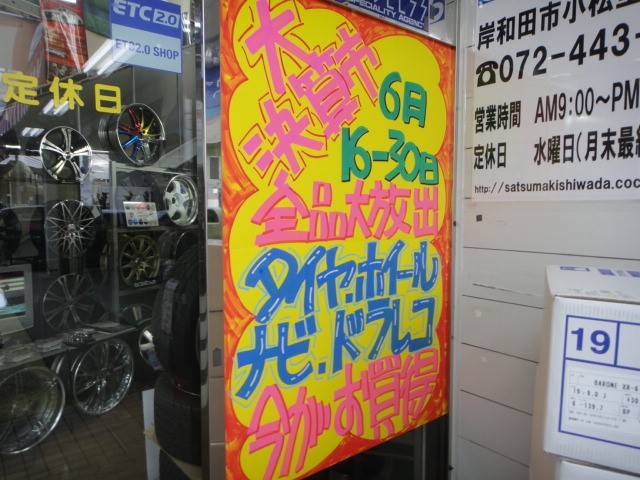 ETC2.0
ETC2.0 SHOP
定休日
SPECIALITY AGENCY
大決算市
6月
16-30日
全品大放出
タイヤ・ホイール
ナビ・ドラレコ
今がお買得
岸和田市小松里
☎072-443-
営業時間 AM9:00〜PM
定休日 水曜日(月末最終
http://satsumakishiwada.coc
19